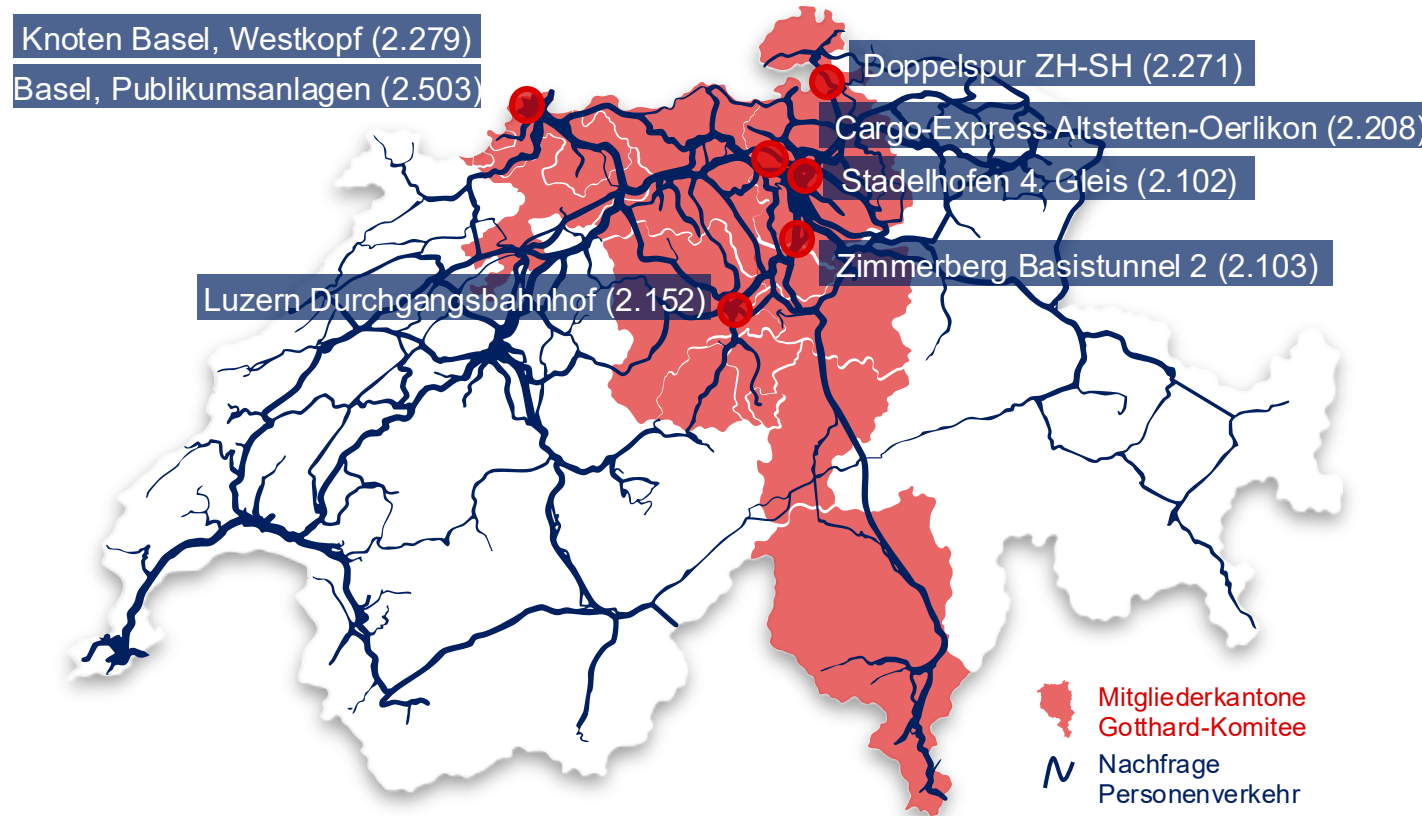 Knoten Basel, Westkopf (2.279)
Basel, Publikumsanlagen (2.503)
Doppelspur ZH-SH (2.271)
Cargo-Express Altstetten-Oerlikon (2.208)
Stadelhofen 4. Gleis (2.102)
Zimmerberg Basistunnel 2 (2.103)
Luzern Durchgangsbahnhof (2.152)
Mitgliederkantone
Gotthard-Komitee
Nachfrage
Personenverkehr